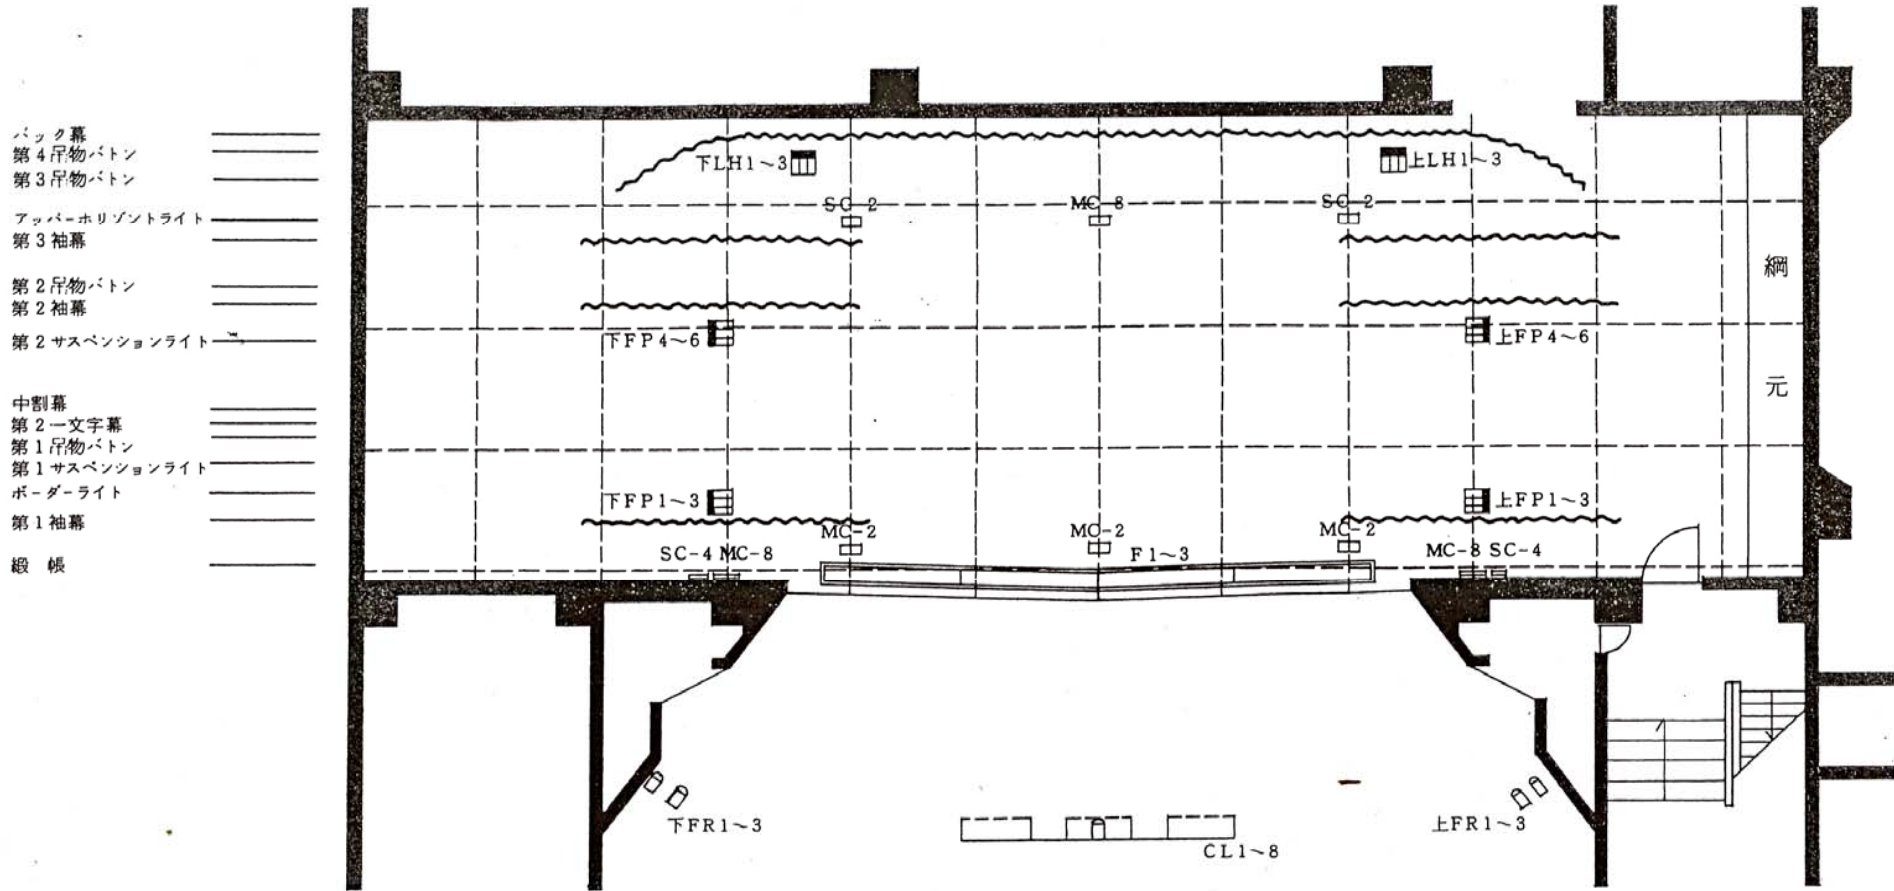 バック幕
第4吊物バトン
第3吊物バトン
アッパーホリゾントライト
第3袖幕
第2吊物バトン
第2袖幕
第2サスペンションライト
中割幕
第2一文字幕
第1吊物バトン
第1サスペンションライト
ボーダーライト
第1袖幕
緞帳
下LH1~3
上LH1~3
SC-2
MC-8
SC-2
綱元
下FP4~6
上FP4~6
下FP1~3
上FP1~3
MC-2
MC-2
MC-2
SC-4 MC-8
F1~3
MC-8 SC-4
下FR1~3
上FR1~3
CL1~8